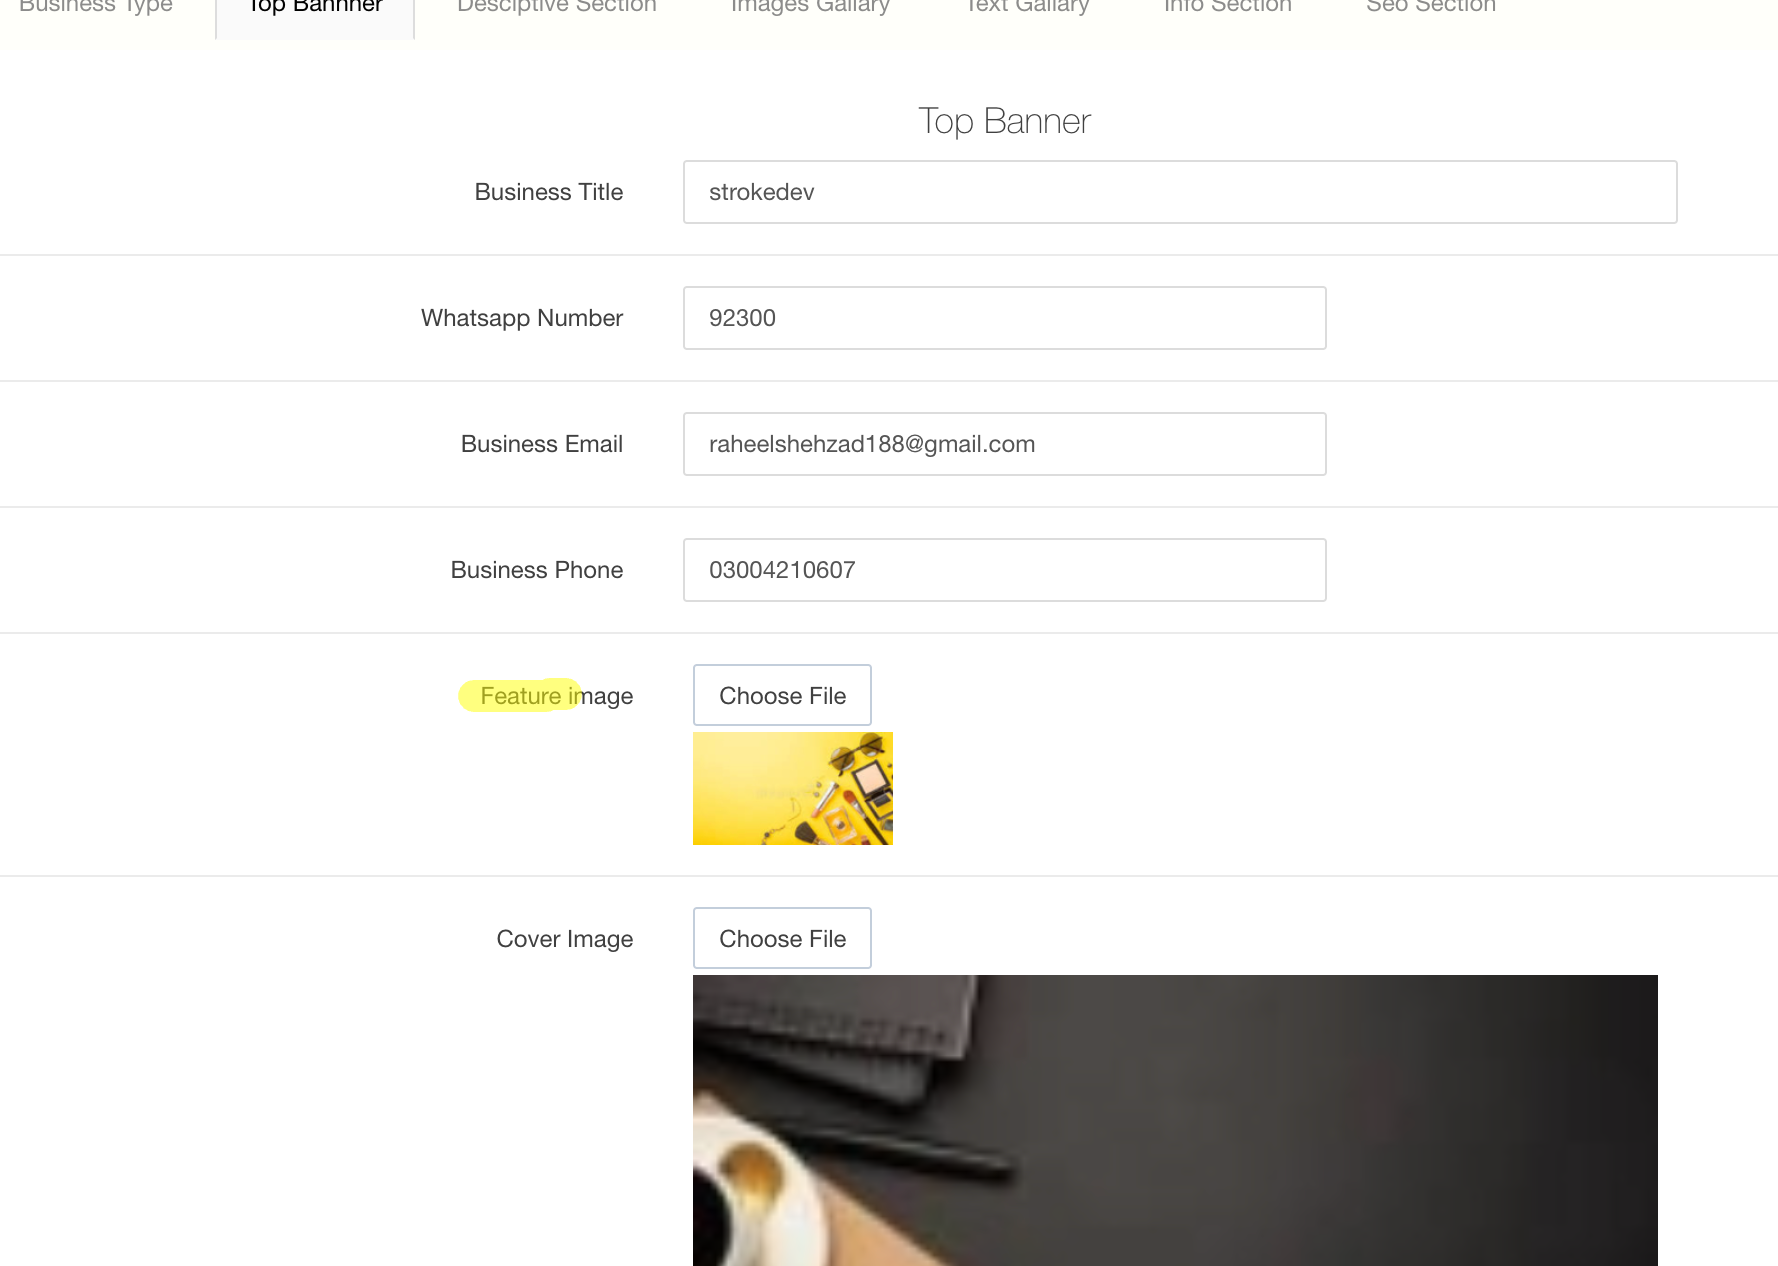 Business Type Top Bannner Desciptive Section Images Gallary Text Gallary Info Section Seo Section
Top Banner
Business Title strokedev
Whatsapp Number 92300
Business Email raheelshehzad188@gmail.com
Business Phone 03004210607
Feature image Choose File
Cover Image Choose File